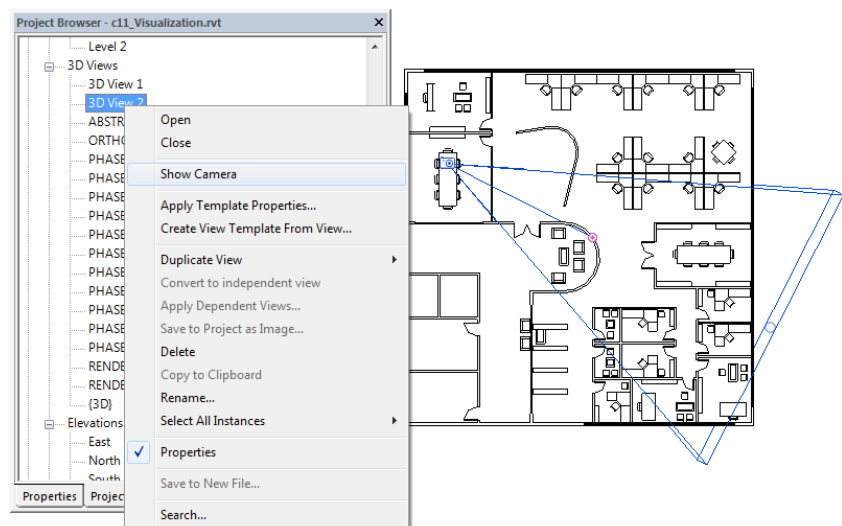 Project Browser - c11_Visualization.rvt
Level 2
3D Views
3D View 1
3D View 2
ABSTR
ORTHO
PHASE
PHASE
PHASE
PHASE
PHASE
PHASE
PHASE
PHASE
PHASE
PHASE
PHASE
RENDE
RENDE
{3D}
Elevations
East
North
South
Properties
Project
Open
Close
Show Camera
Apply Template Properties...
Create View Template From View...
Duplicate View
Convert to independent view
Apply Dependent Views...
Save to Project as Image...
Delete
Copy to Clipboard
Rename...
Select All Instances
Properties
Save to New File...
Search...